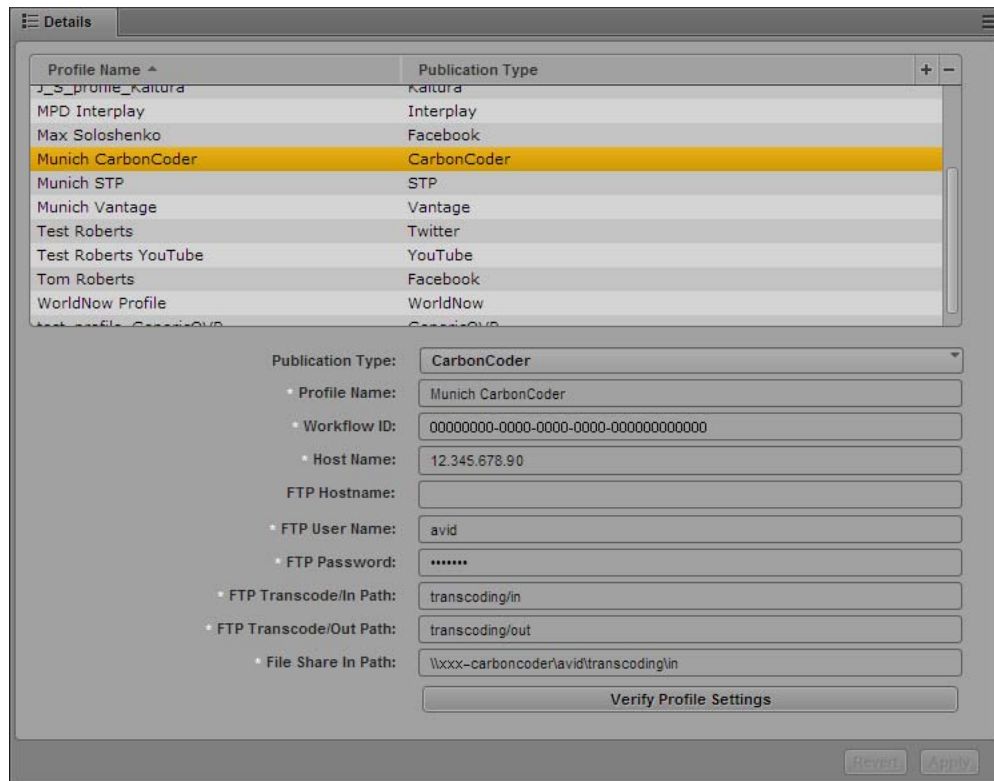 Details
Profile Name Publication Type + −
J_S_profile_Kaltura Kaltura
MPD Interplay Interplay
Max Soloshenko Facebook
Munich CarbonCoder CarbonCoder
Munich STP STP
Munich Vantage Vantage
Test Roberts Twitter
Test Roberts YouTube YouTube
Tom Roberts Facebook
WorldNow Profile WorldNow
test_profile_GenericOVP GenericOVP
Publication Type: CarbonCoder
* Profile Name: Munich CarbonCoder
* Workflow ID: 00000000-0000-0000-0000-000000000000
* Host Name: 12.345.678.90
FTP Hostname:
* FTP User Name: avid
* FTP Password: •••••••
* FTP Transcode/In Path: transcoding/in
* FTP Transcode/Out Path: transcoding/out
* File Share In Path: \\xxx-carboncoder\avid\transcoding\in
Verify Profile Settings
Revert Apply